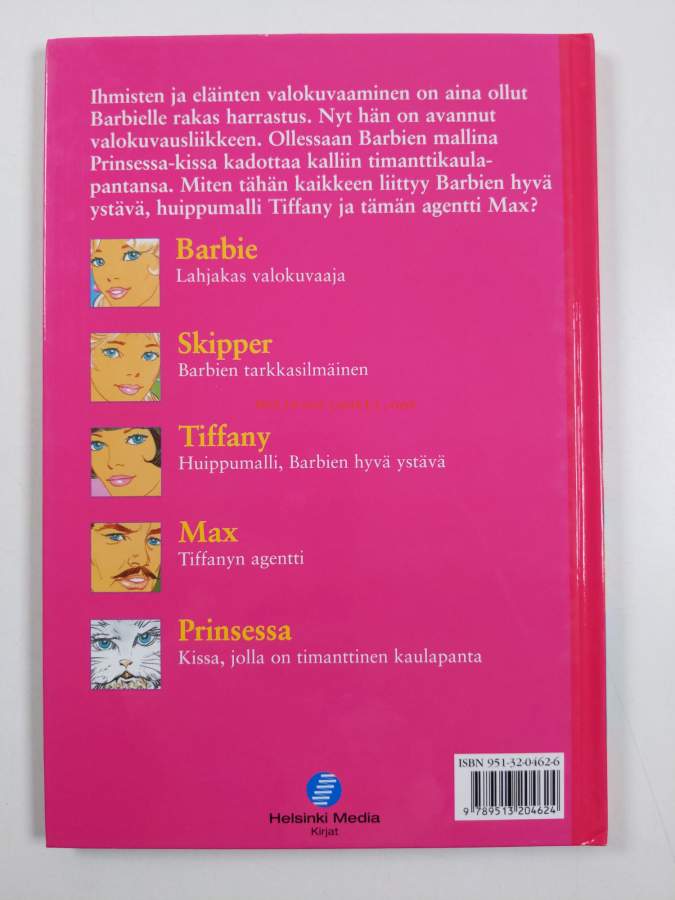 Ihmisten ja eläinten valokuvaaminen on aina ollut
Barbielle rakas harrastus. Nyt hän on avannut
valokuvausliikkeen. Ollessaan Barbien mallina
Prinsessa-kissa kadottaa kalliin timanttikaula-
pantansa. Miten tähän kaikkeen liittyy Barbien hyvä
ystävä, huippumalli Tiffany ja tämän agentti Max?
Barbie
Lahjakas valokuvaaja
Skipper
Barbien tarkkasilmäinen
Tiffany
Huippumalli, Barbien hyvä ystävä
Max
Tiffanyn agentti
Prinsessa
Kissa, jolla on timanttinen kaulapanta
ISBN 951-32-0462-6
9 789513 204624
Helsinki Media
Kirjat